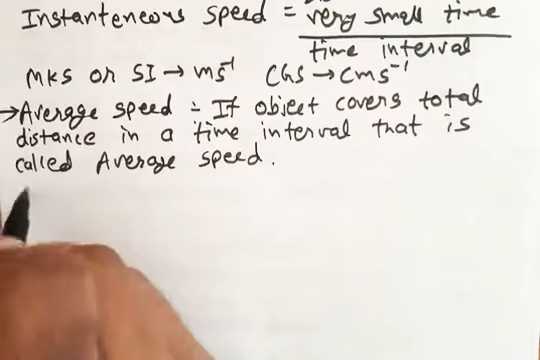 Instanteneous speed = very small time
time interval
MKS or SI → ms⁻¹ CGS → cms⁻¹
→ Average speed :- If object covers total
distance in a time interval that is
called Average speed.